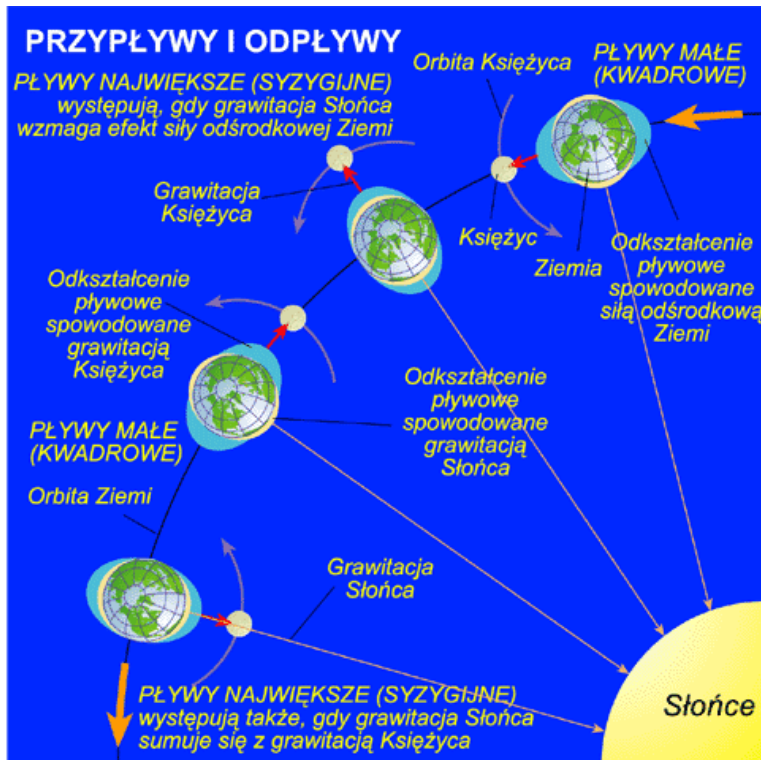 PRZYPŁYWY I ODPŁYWY
PŁYWY NAJWIĘKSZE (SYZYGIJNE)
występują, gdy grawitacja Słońca
wzmaga efekt siły odśrodkowej Ziemi
Orbita Księżyca
PŁYWY MAŁE
(KWADROWE)
Grawitacja
Księżyca
Księżyc
Ziemia
Odkształcenie
pływowe
spowodowane
siłą odśrodkową
Ziemi
Odkształcenie
pływowe
spowodowane
grawitacją
Księżyca
Odkształcenie
pływowe
spowodowane
grawitacją
Słońca
PŁYWY MAŁE
(KWADROWE)
Orbita Ziemi
Grawitacja
Słońca
PŁYWY NAJWIĘKSZE (SYZYGIJNE)
występują także, gdy grawitacja Słońca
sumuje się z grawitacją Księżyca
Słońce